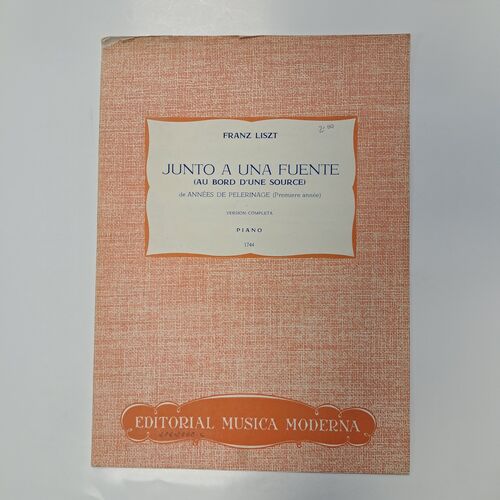 FRANZ LISZT
JUNTO A UNA FUENTE
(AU BORD D'UNE SOURCE)
de ANNÉES DE PELERINAGE (Premiere année)
VERSION COMPLETA
PIANO
1744
EDITORIAL MUSICA MODERNA